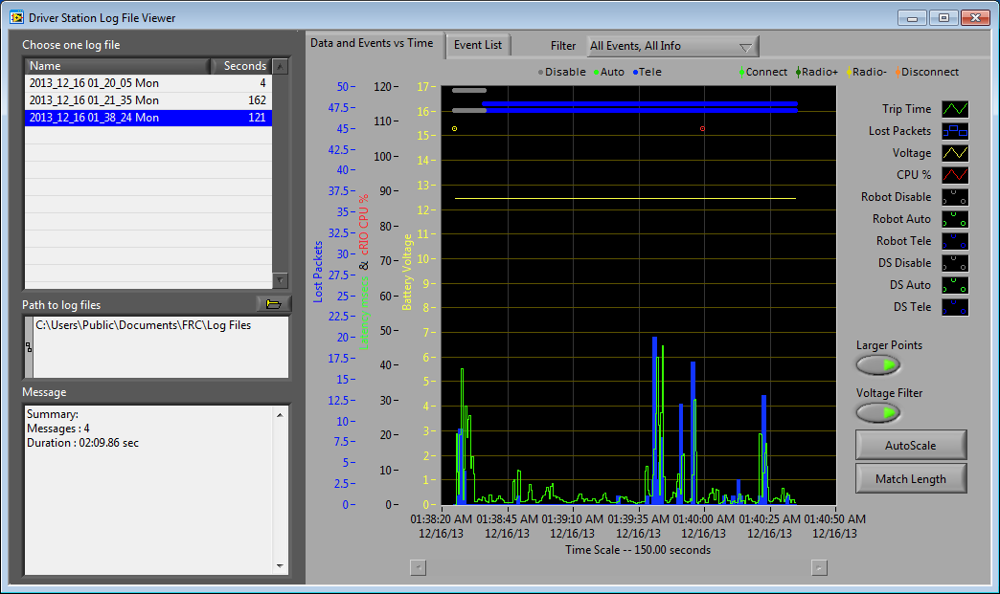 Driver Station Log File Viewer
Choose one log file
Name Seconds
2013_12_16 01_20_05 Mon 4
2013_12_16 01_21_35 Mon 162
2013_12_16 01_38_24 Mon 121
Path to log files
C:\Users\Public\Documents\FRC\Log Files
Message
Summary:
Messages : 4
Duration : 02:09.86 sec
Data and Events vs Time
Event List
Filter All Events, All Info
Disable Auto Tele Connect Radio+ Radio- Disconnect
Lost Packets
50
47.5
45
42.5
40
37.5
35
32.5
30
27.5
25
22.5
20
17.5
15
12.5
10
7.5
5
2.5
0
& cRIO CPU %
120
110
100
90
80
70
60
50
40
30
20
10
0
Battery Voltage
17
16
15
14
13
12
11
10
9
8
7
6
5
4
3
2
1
0
01:38:20 AM 01:38:45 AM 01:39:10 AM 01:39:35 AM 01:40:00 AM 01:40:25 AM 01:40:50 AM
12/16/13 12/16/13 12/16/13 12/16/13 12/16/13 12/16/13 12/16/13
Time Scale -- 150.00 seconds
Trip Time
Lost Packets
Voltage
CPU %
Robot Disable
Robot Auto
Robot Tele
DS Disable
DS Auto
DS Tele
Larger Points
Voltage Filter
AutoScale
Match Length